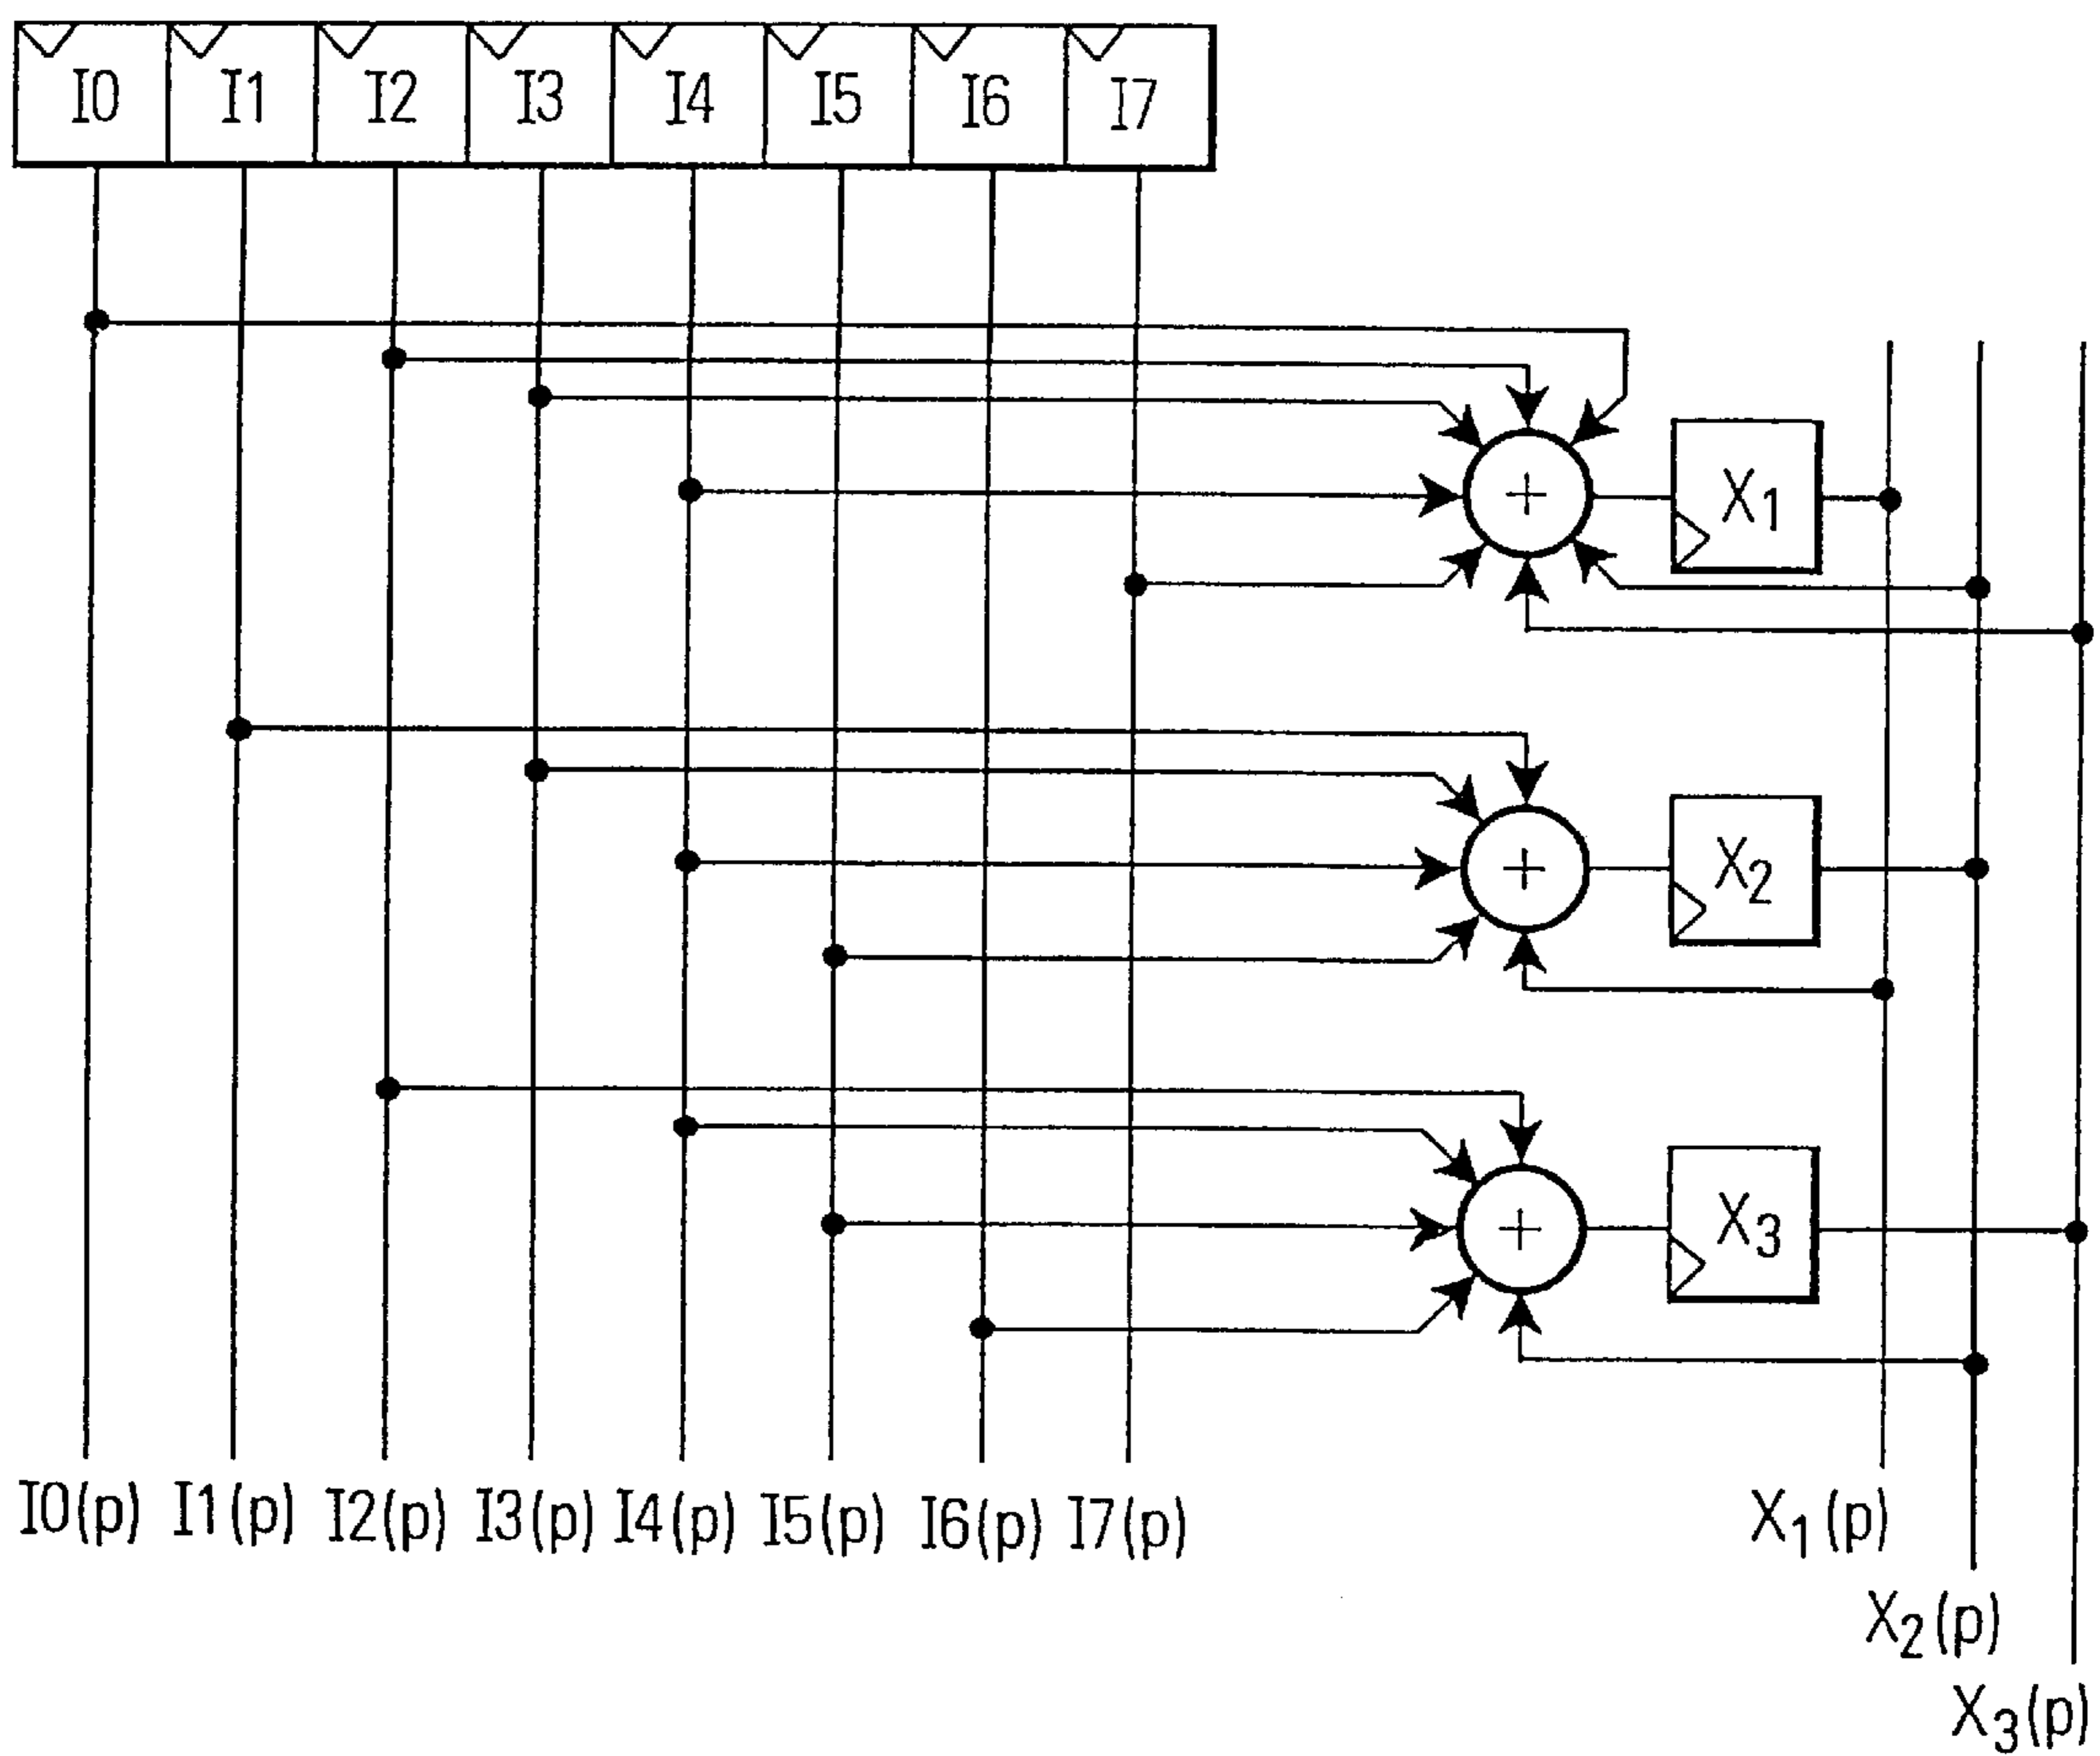 I0 I1 I2 I3 I4 I5 I6 I7
+ X1
+ X2
+ X3
I0(p) I1(p) I2(p) I3(p) I4(p) I5(p) I6(p) I7(p) X1(p)
X2(p)
X3(p)